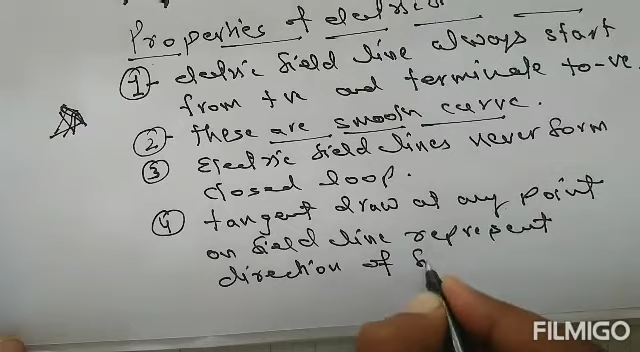 Properties of electric
① - electric field line always start
from +ve and terminate to -ve.
② - these are smooth curve.
③ Electric field lines never form
closed loop.
④ tangent draw at any point
on field line represent
direction of f
FILMIGO